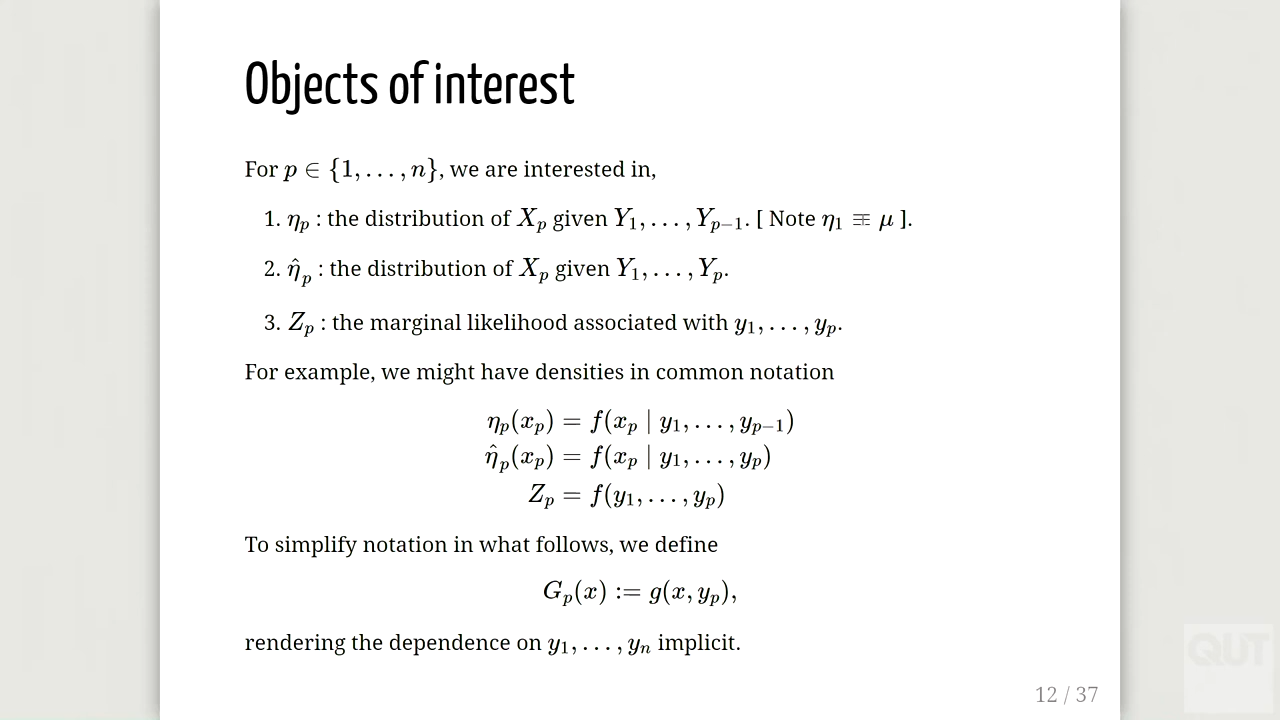 Objects of interest
For p ∈ {1, . . . , n}, we are interested in,
1. ηₚ : the distribution of Xₚ given Y₁, . . . , Yₚ₋₁. [ Note η₁ ≡ μ ].
2. η̂ₚ : the distribution of Xₚ given Y₁, . . . , Yₚ.
3. Zₚ : the marginal likelihood associated with y₁, . . . , yₚ.
For example, we might have densities in common notation
ηₚ(xₚ) = f(xₚ | y₁, . . . , yₚ₋₁)
η̂ₚ(xₚ) = f(xₚ | y₁, . . . , yₚ)
Zₚ = f(y₁, . . . , yₚ)
To simplify notation in what follows, we define
Gₚ(x) := g(x, yₚ),
rendering the dependence on y₁, . . . , yₙ implicit.
QUT
12 / 37